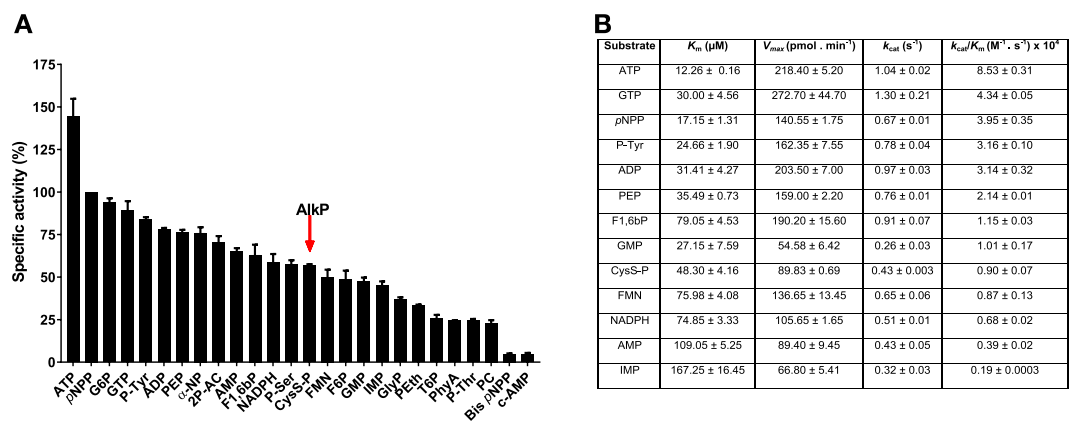 A
Specific activity (%)
175
150
125
100
75
50
25
0
AlkP
ATP
pNPP
G6P
GTP
P-Tyr
ADP
PEP
α-NP
2P-AC
AMP
F1,6bP
NADPH
P-Ser
CysS-P
FMN
F6P
GMP
IMP
GlyP
PEth
T6P
PhyA
P-Thr
PC
Bis pNPP
c-AMP
B
Substrate Km (µM) Vmax (pmol . min-1) kcat (s-1) kcat/Km (M-1 . s-1) x 10⁴
ATP 12.26 ± 0.16 218.40 ± 5.20 1.04 ± 0.02 8.53 ± 0.31
GTP 30.00 ± 4.56 272.70 ± 44.70 1.30 ± 0.21 4.34 ± 0.05
pNPP 17.15 ± 1.31 140.55 ± 1.75 0.67 ± 0.01 3.95 ± 0.35
P-Tyr 24.66 ± 1.90 162.35 ± 7.55 0.78 ± 0.04 3.16 ± 0.10
ADP 31.41 ± 4.27 203.50 ± 7.00 0.97 ± 0.03 3.14 ± 0.32
PEP 35.49 ± 0.73 159.00 ± 2.20 0.76 ± 0.01 2.14 ± 0.01
F1,6bP 79.05 ± 4.53 190.20 ± 15.60 0.91 ± 0.07 1.15 ± 0.03
GMP 27.15 ± 7.59 54.58 ± 6.42 0.26 ± 0.03 1.01 ± 0.17
CysS-P 48.30 ± 4.16 89.83 ± 0.69 0.43 ± 0.003 0.90 ± 0.07
FMN 75.98 ± 4.08 136.65 ± 13.45 0.65 ± 0.06 0.87 ± 0.13
NADPH 74.85 ± 3.33 105.65 ± 1.65 0.51 ± 0.01 0.68 ± 0.02
AMP 109.05 ± 5.25 89.40 ± 9.45 0.43 ± 0.05 0.39 ± 0.02
IMP 167.25 ± 16.45 66.80 ± 5.41 0.32 ± 0.03 0.19 ± 0.0003